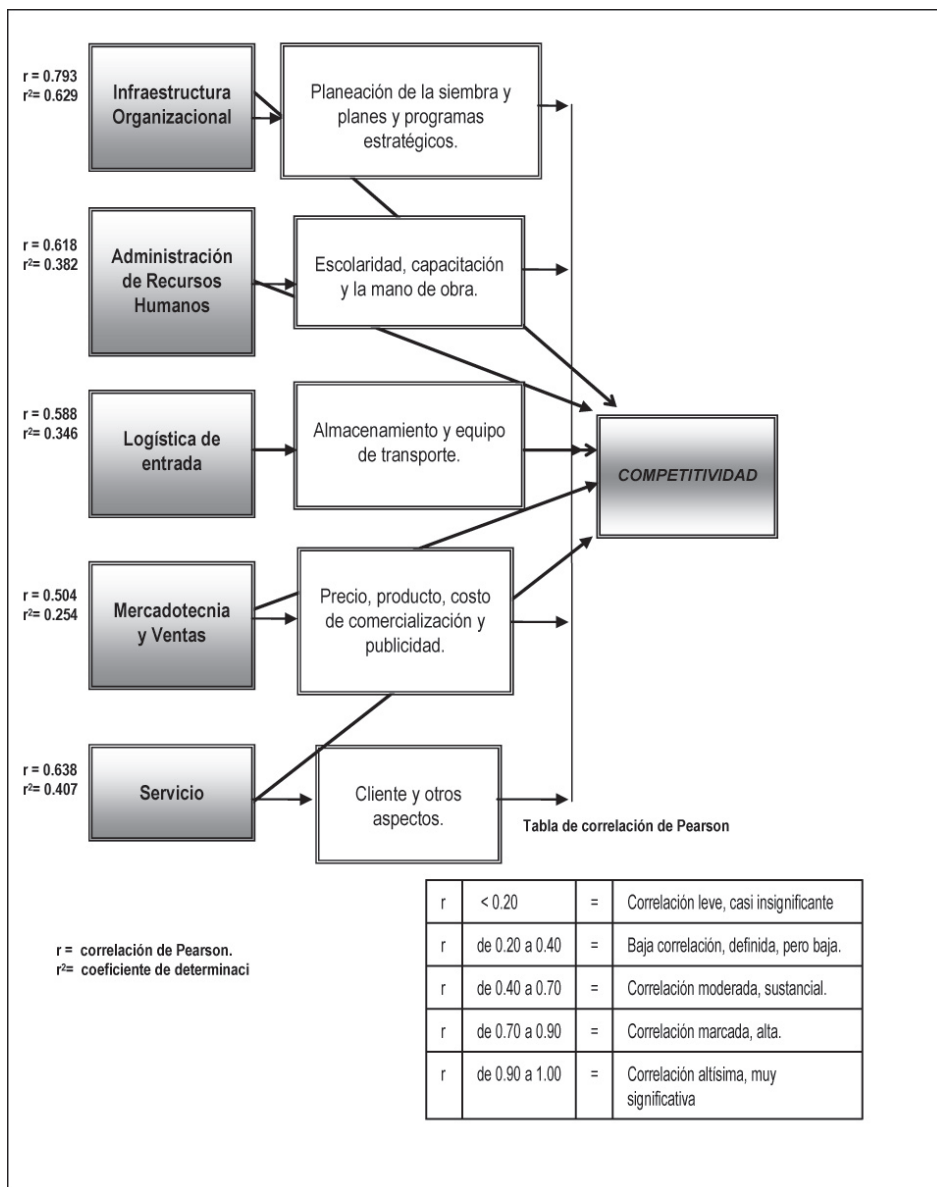 r = 0.793
r²= 0.629
Infraestructura
Organizacional
Planeación de la siembra y
planes y programas
estratégicos.
r = 0.618
r²= 0.382
Administración
de Recursos
Humanos
Escolaridad, capacitación
y la mano de obra.
r = 0.588
r²= 0.346
Logística de
entrada
Almacenamiento y equipo
de transporte.
COMPETITIVIDAD
r = 0.504
r²= 0.254
Mercadotecnia
y Ventas
Precio, producto, costo
de comercialización y
publicidad.
r = 0.638
r²= 0.407
Servicio
Cliente y otros
aspectos.
Tabla de correlación de Pearson
r < 0.20 = Correlación leve, casi insignificante
r de 0.20 a 0.40 = Baja correlación, definida, pero baja.
r de 0.40 a 0.70 = Correlación moderada, sustancial.
r de 0.70 a 0.90 = Correlación marcada, alta.
r de 0.90 a 1.00 = Correlación altísima, muy
significativa
r = correlación de Pearson.
r²= coeficiente de determinaci